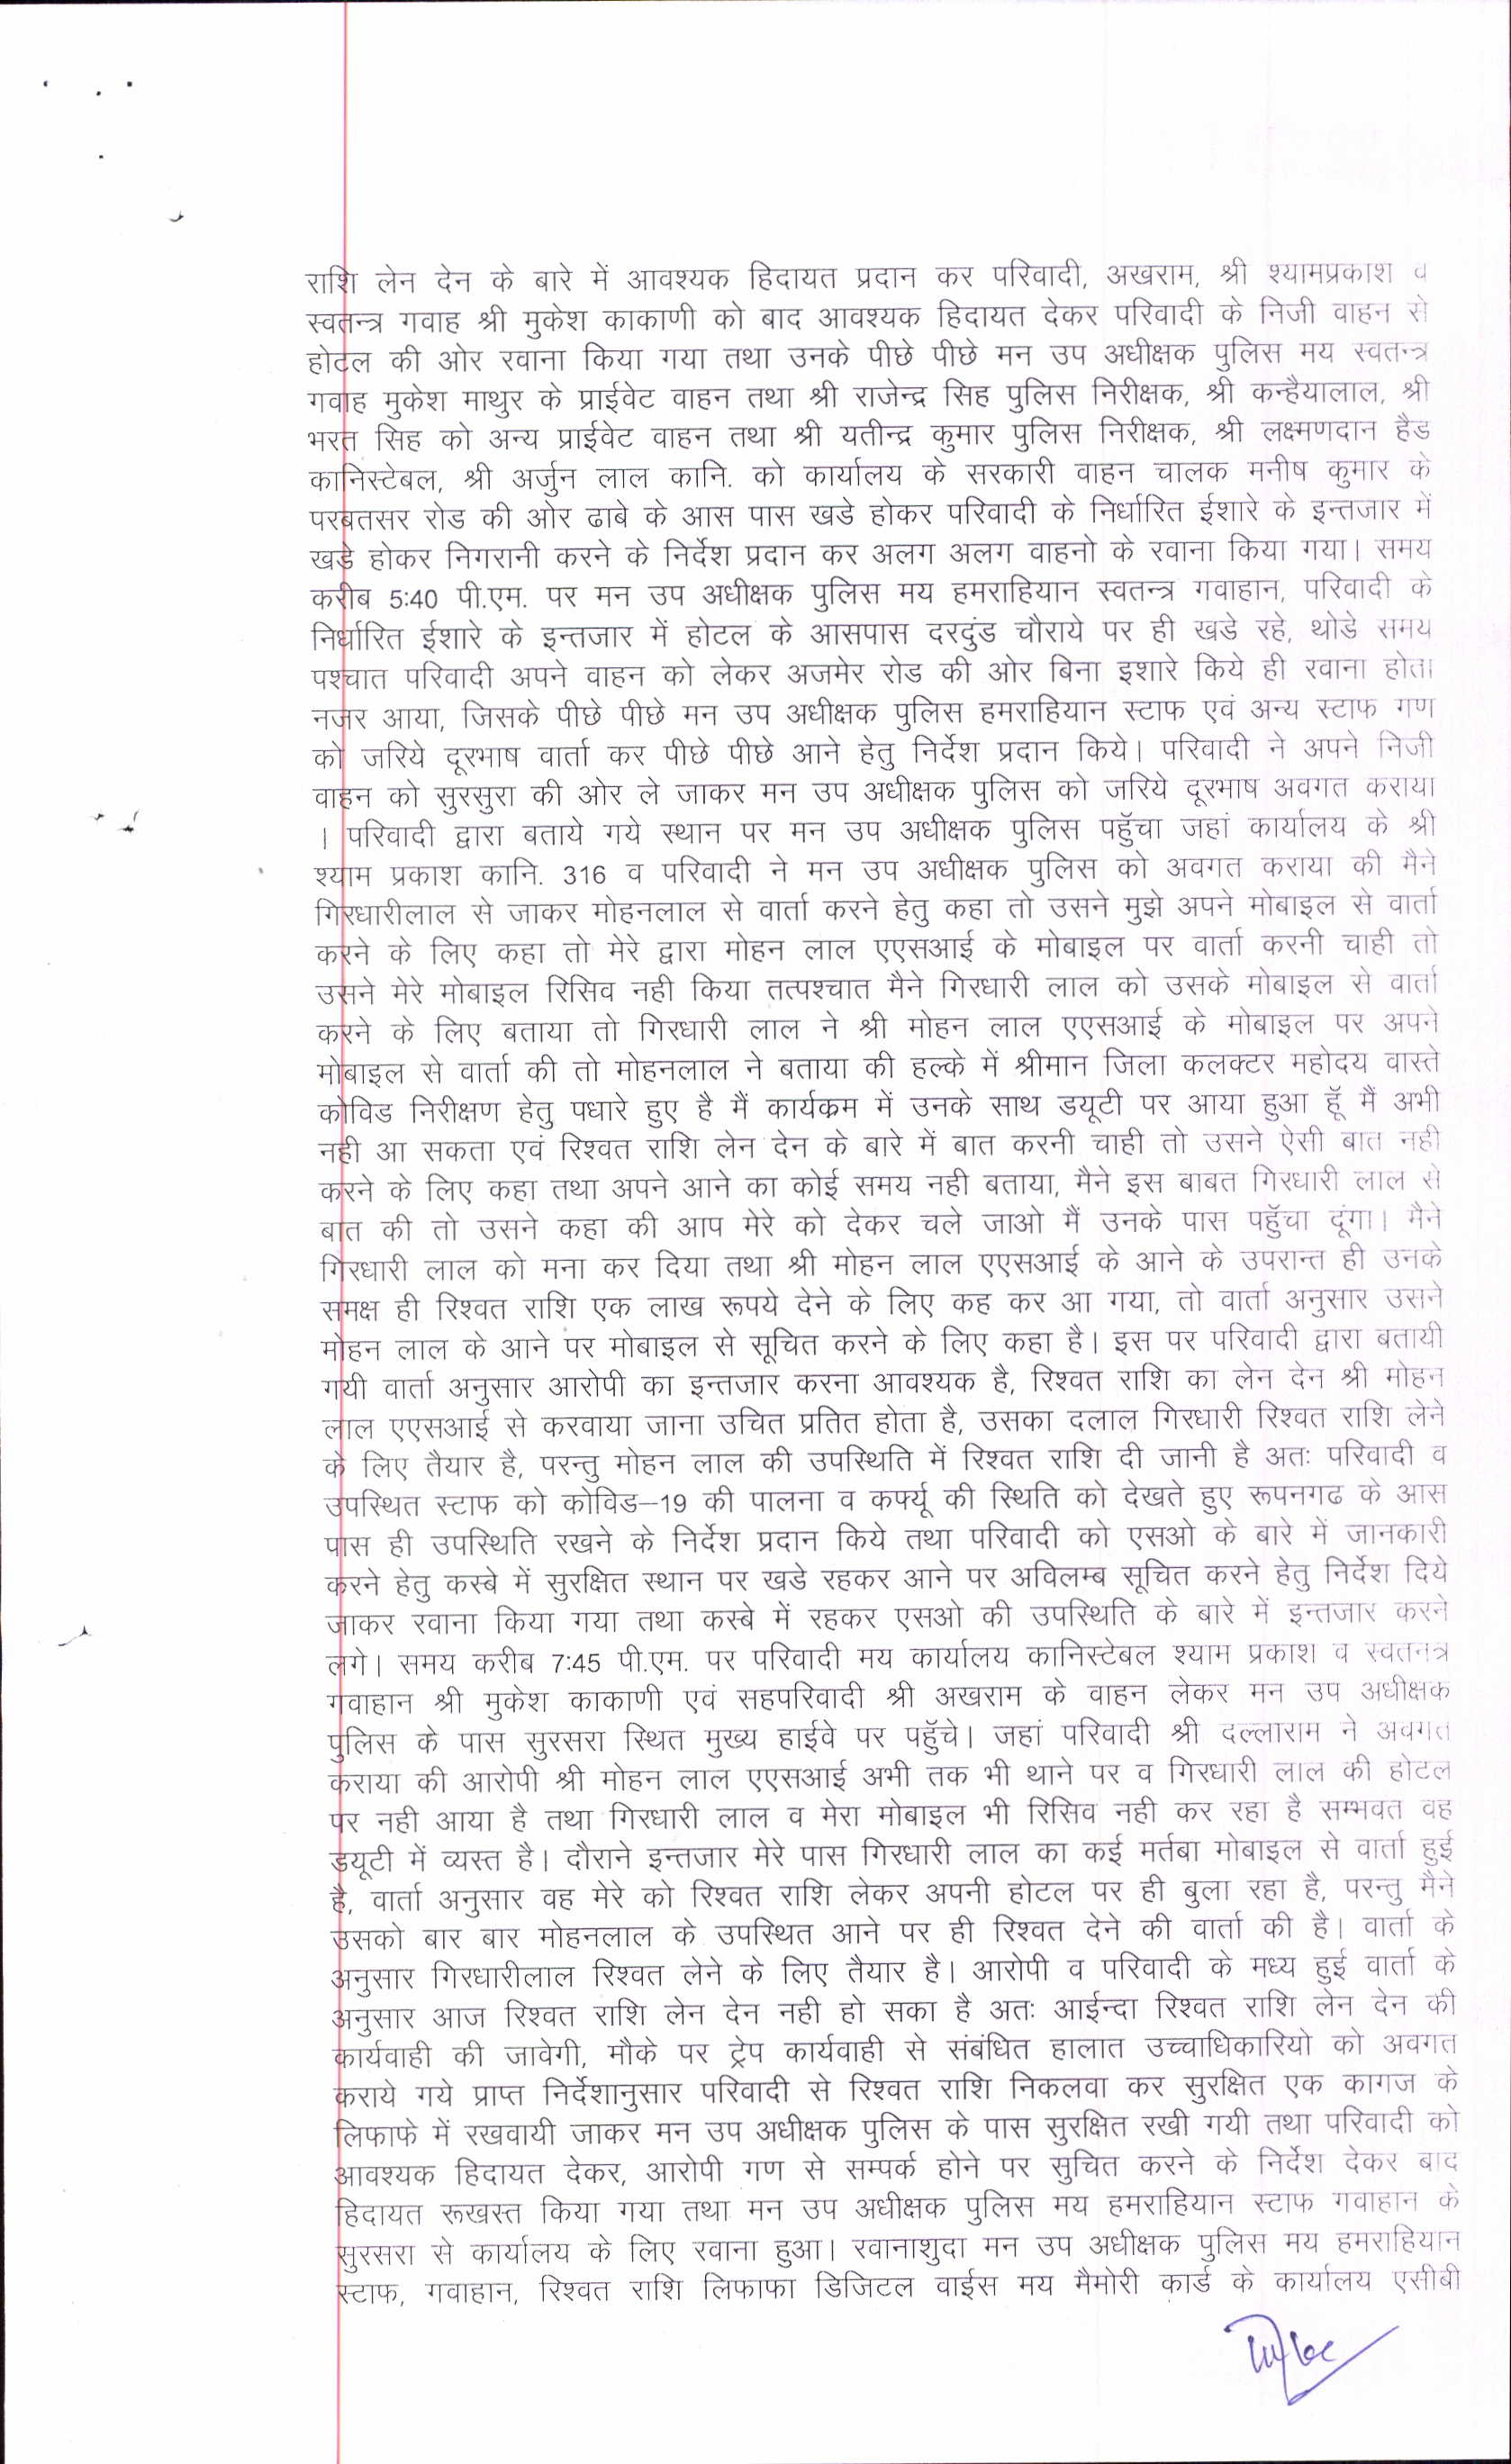 राशि लेन देन के बारे में आवश्यक हिदायत प्रदान कर परिवादी, अखराम, श्री श्यामप्रकाश व
स्वतन्त्र गवाह श्री मुकेश काकाणी को बाद आवश्यक हिदायत देकर परिवादी के निजी वाहन से
होटल की ओर रवाना किया गया तथा उनके पीछे पीछे मन उप अधीक्षक पुलिस मय स्वतन्त्र
गवाह मुकेश माथुर के प्राईवेट वाहन तथा श्री राजेन्द्र सिह पुलिस निरीक्षक, श्री कन्हैयालाल, श्री
भरत सिह को अन्य प्राईवेट वाहन तथा श्री यतीन्द्र कुमार पुलिस निरीक्षक, श्री लक्ष्मणदान हैड
कानिस्टेबल, श्री अर्जुन लाल कानि. को कार्यालय के सरकारी वाहन चालक मनीष कुमार के
परबतसर रोड की ओर ढाबे के आस पास खडे होकर परिवादी के निर्धारित ईशारे के इन्तजार में
खडे होकर निगरानी करने के निर्देश प्रदान कर अलग अलग वाहनो के रवाना किया गया। समय
करीब 5:40 पी.एम. पर मन उप अधीक्षक पुलिस मय हमराहियान स्वतन्त्र गवाहान, परिवादी के
निर्धारित ईशारे के इन्तजार में होटल के आसपास दरदुंड चौराये पर ही खडे रहे, थोडे समय
पश्चात परिवादी अपने वाहन को लेकर अजमेर रोड की ओर बिना इशारे किये ही रवाना होता
नजर आया, जिसके पीछे पीछे मन उप अधीक्षक पुलिस हमराहियान स्टाफ एवं अन्य स्टाफ गण
को जरिये दूरभाष वार्ता कर पीछे पीछे आने हेतु निर्देश प्रदान किये। परिवादी ने अपने निजी
वाहन को सुरसुरा की ओर ले जाकर मन उप अधीक्षक पुलिस को जरिये दूरभाष अवगत कराया
। परिवादी द्वारा बताये गये स्थान पर मन उप अधीक्षक पुलिस पहुॅचा जहां कार्यालय के श्री
श्याम प्रकाश कानि. 316 व परिवादी ने मन उप अधीक्षक पुलिस को अवगत कराया की मैने
गिरधारीलाल से जाकर मोहनलाल से वार्ता करने हेतु कहा तो उसने मुझे अपने मोबाइल से वार्ता
करने के लिए कहा तो मेरे द्वारा मोहन लाल एएसआई के मोबाइल पर वार्ता करनी चाही तो
उसने मेरे मोबाइल रिसिव नही किया तत्पश्चात मैने गिरधारी लाल को उसके मोबाइल से वार्ता
करने के लिए बताया तो गिरधारी लाल ने श्री मोहन लाल एएसआई के मोबाइल पर अपने
मोबाइल से वार्ता की तो मोहनलाल ने बताया की हल्के में श्रीमान जिला कलक्टर महोदय वास्ते
कोविड निरीक्षण हेतु पधारे हुए है मैं कार्यकम में उनके साथ डयूटी पर आया हुआ हॅू मैं अभी
नही आ सकता एवं रिश्वत राशि लेन देन के बारे में बात करनी चाही तो उसने ऐसी बात नही
करने के लिए कहा तथा अपने आने का कोई समय नही बताया, मैने इस बाबत गिरधारी लाल से
बात की तो उसने कहा की आप मेरे को देकर चले जाओ मैं उनके पास पहुॅचा दूंगा। मैने
गिरधारी लाल को मना कर दिया तथा श्री मोहन लाल एएसआई के आने के उपरान्त ही उनके
समक्ष ही रिश्वत राशि एक लाख रूपये देने के लिए कह कर आ गया, तो वार्ता अनुसार उसने
मोहन लाल के आने पर मोबाइल से सूचित करने के लिए कहा है। इस पर परिवादी द्वारा बतायी
गयी वार्ता अनुसार आरोपी का इन्तजार करना आवश्यक है, रिश्वत राशि का लेन देन श्री मोहन
लाल एएसआई से करवाया जाना उचित प्रतित होता है, उसका दलाल गिरधारी रिश्वत राशि लेने
के लिए तैयार है, परन्तु मोहन लाल की उपस्थिति में रिश्वत राशि दी जानी है अतः परिवादी व
उपस्थित स्टाफ को कोविड–19 की पालना व कर्फ्यू की स्थिति को देखते हुए रूपनगढ के आस
पास ही उपस्थिति रखने के निर्देश प्रदान किये तथा परिवादी को एसओ के बारे में जानकारी
करने हेतु कस्बे में सुरक्षित स्थान पर खडे रहकर आने पर अविलम्ब सूचित करने हेतु निर्देश दिये
जाकर रवाना किया गया तथा कस्बे में रहकर एसओ की उपस्थिति के बारे में इन्तजार करने
लगे। समय करीब 7:45 पी.एम. पर परिवादी मय कार्यालय कानिस्टेबल श्याम प्रकाश व स्वतनत्र
गवाहान श्री मुकेश काकाणी एवं सहपरिवादी श्री अखराम के वाहन लेकर मन उप अधीक्षक
पुलिस के पास सुरसरा स्थित मुख्य हाईवे पर पहुॅचे। जहां परिवादी श्री दल्लाराम ने अवगत
कराया की आरोपी श्री मोहन लाल एएसआई अभी तक भी थाने पर व गिरधारी लाल की होटल
पर नही आया है तथा गिरधारी लाल व मेरा मोबाइल भी रिसिव नही कर रहा है सम्भवत वह
डयूटी में व्यस्त है। दौराने इन्तजार मेरे पास गिरधारी लाल का कई मर्तबा मोबाइल से वार्ता हुई
है, वार्ता अनुसार वह मेरे को रिश्वत राशि लेकर अपनी होटल पर ही बुला रहा है, परन्तु मैने
उसको बार बार मोहनलाल के उपस्थित आने पर ही रिश्वत देने की वार्ता की है। वार्ता के
अनुसार गिरधारीलाल रिश्वत लेने के लिए तैयार है। आरोपी व परिवादी के मध्य हुई वार्ता के
अनुसार आज रिश्वत राशि लेन देन नही हो सका है अतः आईन्दा रिश्वत राशि लेन देन की
कार्यवाही की जावेगी, मौके पर ट्रेप कार्यवाही से संबंधित हालात उच्चाधिकारियो को अवगत
कराये गये प्राप्त निर्देशानुसार परिवादी से रिश्वत राशि निकलवा कर सुरक्षित एक कागज के
लिफाफे में रखवायी जाकर मन उप अधीक्षक पुलिस के पास सुरक्षित रखी गयी तथा परिवादी को
आवश्यक हिदायत देकर, आरोपी गण से सम्पर्क होने पर सुचित करने के निर्देश देकर बाद
हिदायत रूखस्त किया गया तथा मन उप अधीक्षक पुलिस मय हमराहियान स्टाफ गवाहान के
सुरसरा से कार्यालय के लिए रवाना हुआ। रवानाशुदा मन उप अधीक्षक पुलिस मय हमराहियान
स्टाफ, गवाहान, रिश्वत राशि लिफाफा डिजिटल वाईस मय मैमोरी कार्ड के कार्यालय एसीबी